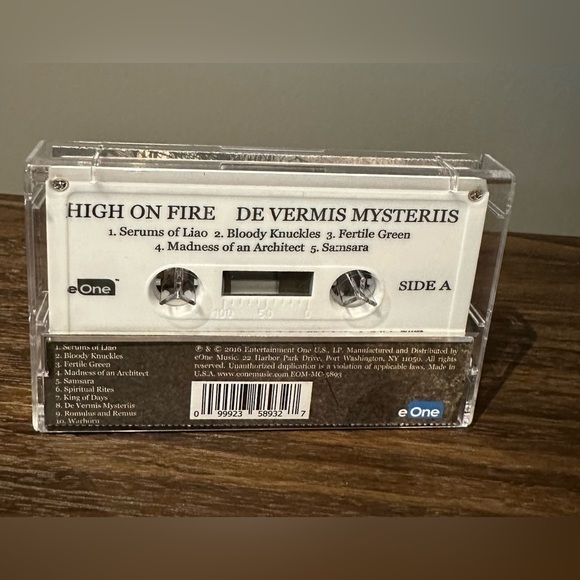 HIGH ON FIRE DE VERMIS MYSTERIIS
1. Serums of Liao 2. Bloody Knuckles 3. Fertile Green
4. Madness of an Architect 5. Samsara
eOne™
SIDE A
100 50 0
1. Serums of Liao
2. Bloody Knuckles
3. Fertile Green
4. Madness of an Architect
5. Samsara
6. Spiritual Rites
7. King of Days
8. De Vermis Mysteriis
9. Romulus and Remus
10. Warhorn
℗ & © 2016 Entertainment One U.S., LP. Manufactured and Distributed by
eOne Music. 22 Harbor Park Drive, Port Washington, NY 11050. All rights
reserved. Unauthorized duplication is a violation of applicable laws. Made in
U.S.A. www.eonemusic.com EOM-MC-5893
0 99923 58932 7
eOne